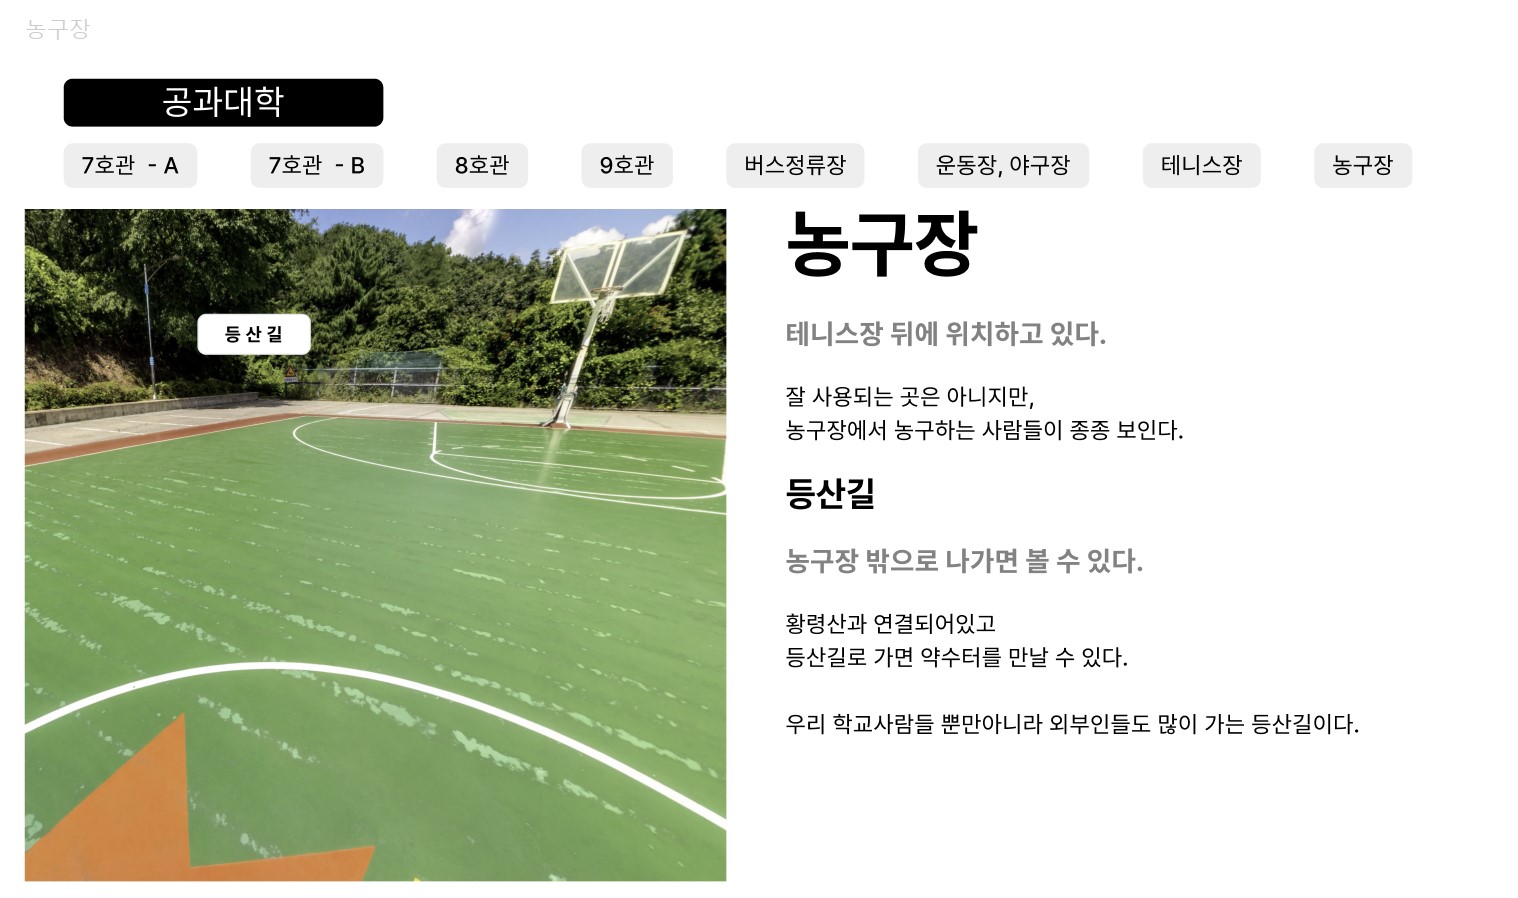 농구장
공과대학
7호관 - A
7호관 - B
8호관
9호관
버스정류장
운동장, 야구장
테니스장
농구장
등 산 길
농구장
테니스장 뒤에 위치하고 있다.
잘 사용되는 곳은 아니지만,
농구장에서 농구하는 사람들이 종종 보인다.
등산길
농구장 밖으로 나가면 볼 수 있다.
황령산과 연결되어있고
등산길로 가면 약수터를 만날 수 있다.
우리 학교사람들 뿐만아니라 외부인들도 많이 가는 등산길이다.